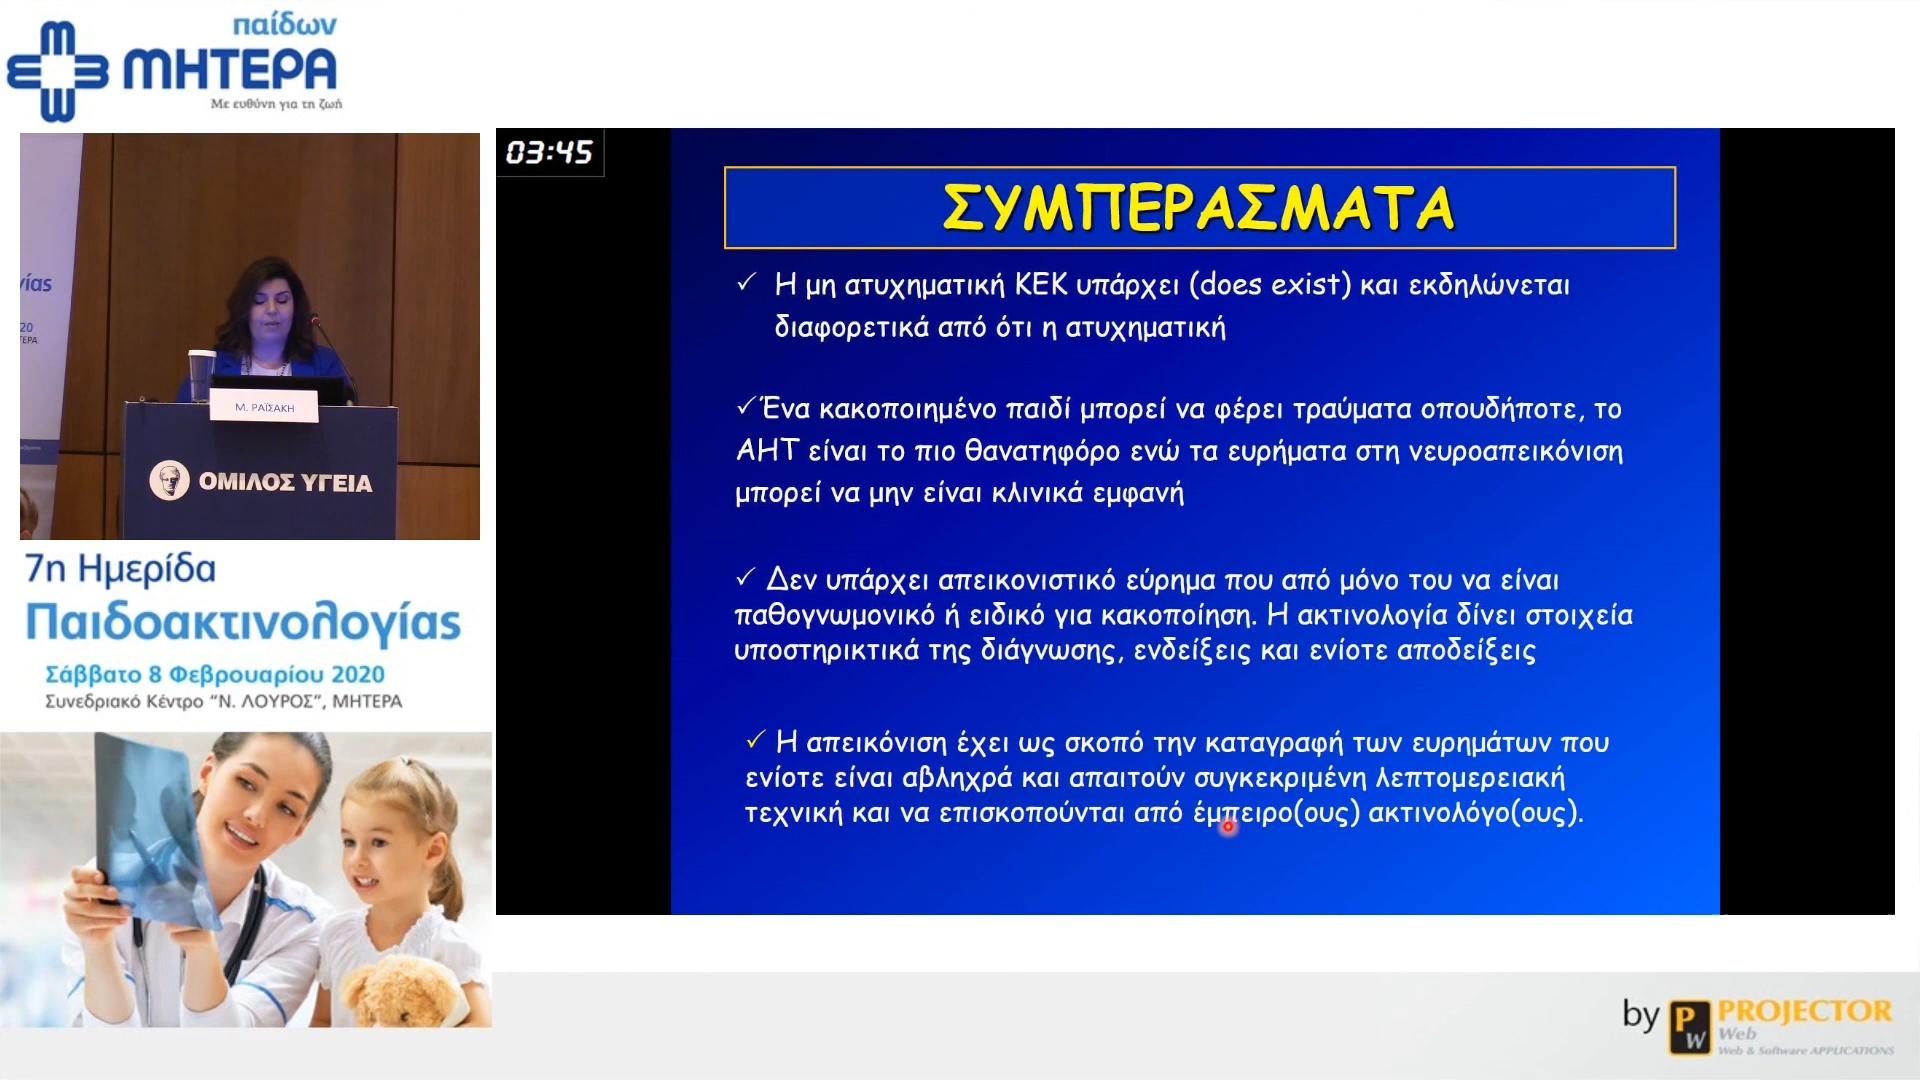 παίδων
ΜΗΤΕΡΑ
Με ευθύνη για τη ζωή
03:45
ΣΥΜΠΕΡΑΣΜΑΤΑ
✓ Η μη ατυχηματική ΚΕΚ υπάρχει (does exist) και εκδηλώνεται
διαφορετικά από ότι η ατυχηματική
✓Ένα κακοποιημένο παιδί μπορεί να φέρει τραύματα οπουδήποτε, το
ΑΗΤ είναι το πιο θανατηφόρο ενώ τα ευρήματα στη νευροαπεικόνιση
μπορεί να μην είναι κλινικά εμφανή
✓ Δεν υπάρχει απεικονιστικό εύρημα που από μόνο του να είναι
παθογνωμονικό ή ειδικό για κακοποίηση. Η ακτινολογία δίνει στοιχεία
υποστηρικτικά της διάγνωσης, ενδείξεις και ενίοτε αποδείξεις
✓ Η απεικόνιση έχει ως σκοπό την καταγραφή των ευρημάτων που
ενίοτε είναι αβληχρά και απαιτούν συγκεκριμένη λεπτομερειακή
τεχνική και να επισκοπούνται από έμπειρο(ους) ακτινολόγο(ους).
γίας
20
ΤΕΡΑ
Μ. ΡΑΪΣΑΚΗ
ΟΜΙΛΟΣ ΥΓΕΙΑ
7η Ημερίδα
Παιδοακτινολογίας
Σάββατο 8 Φεβρουαρίου 2020
Συνεδριακό Κέντρο “Ν. ΛΟΥΡΟΣ”, ΜΗΤΕΡΑ
by PW PROJECTOR
Web
Web & Software APPLICATIONS